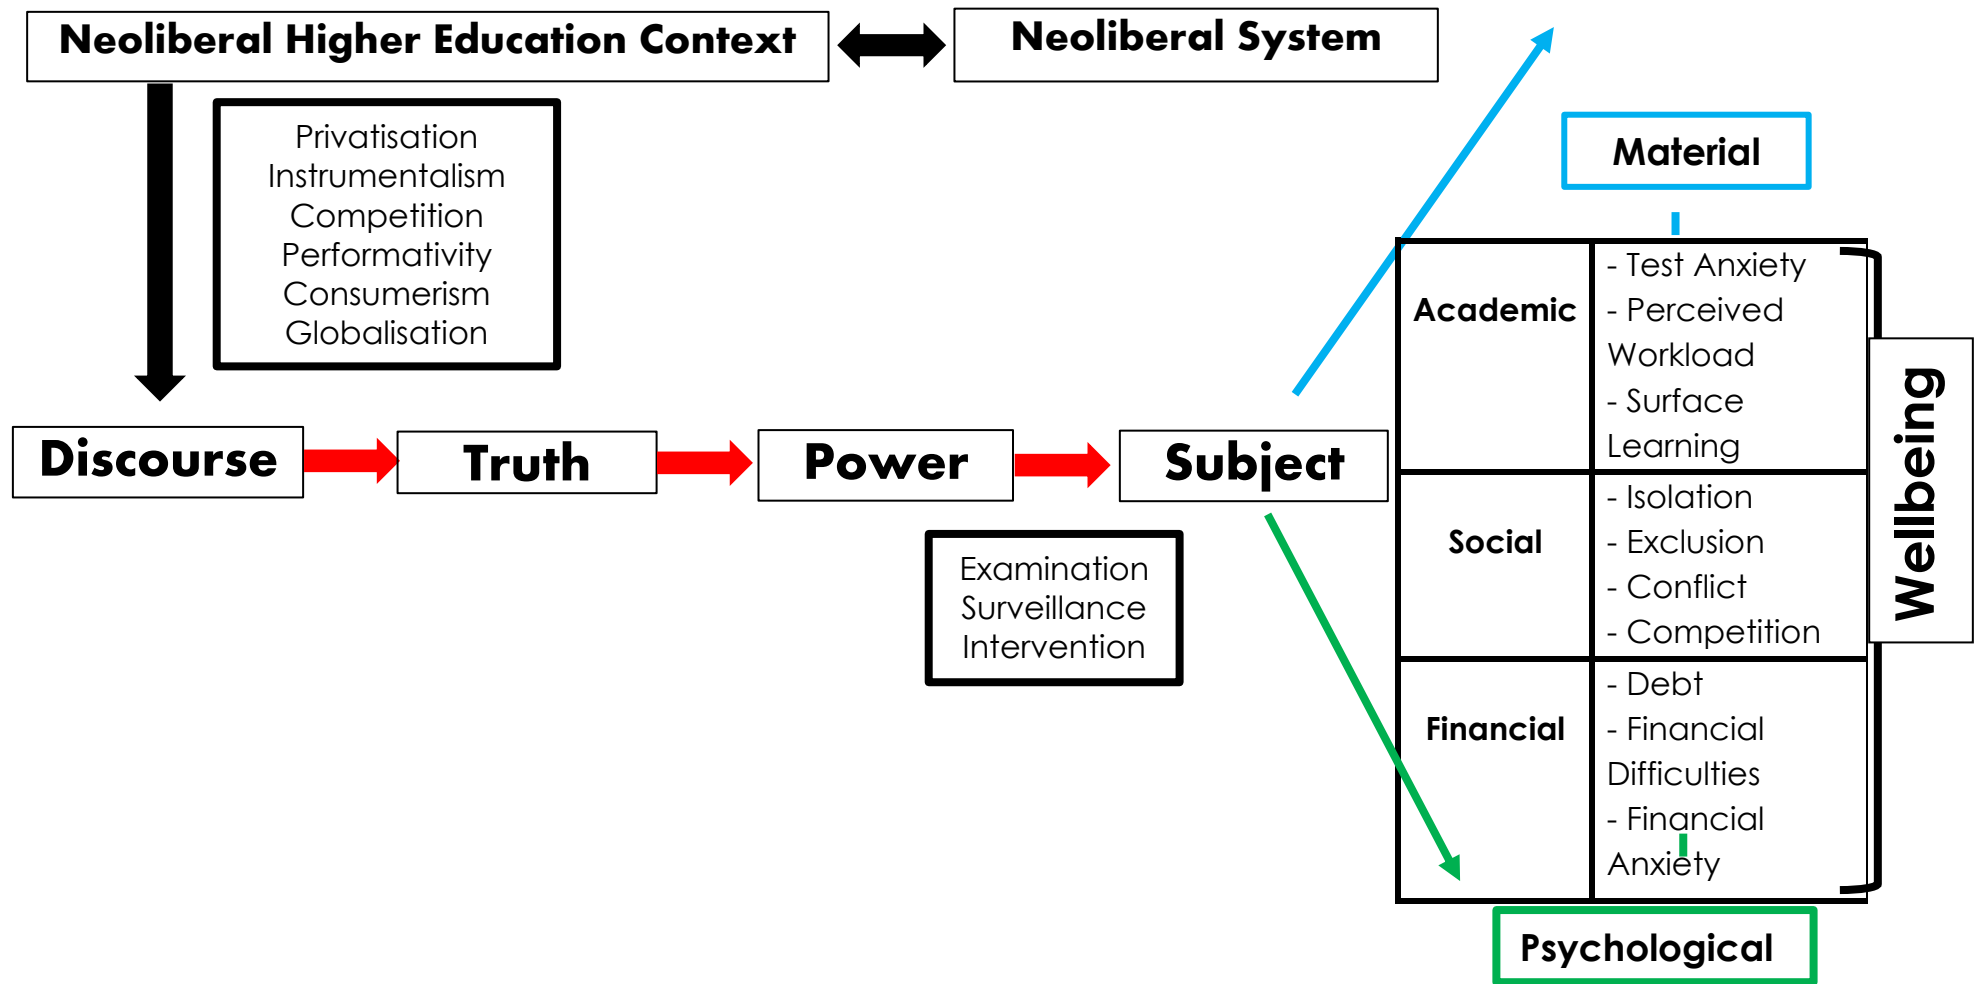 Neoliberal Higher Education Context
Neoliberal System
Privatisation
Instrumentalism
Competition
Performativity
Consumerism
Globalisation
Discourse
Truth
Power
Subject
Examination
Surveillance
Intervention
Material
Academic
- Test Anxiety
- Perceived
Workload
- Surface
Learning
Social
- Isolation
- Exclusion
- Conflict
- Competition
Financial
- Debt
- Financial
Difficulties
- Financial
Anxiety
Wellbeing
Psychological